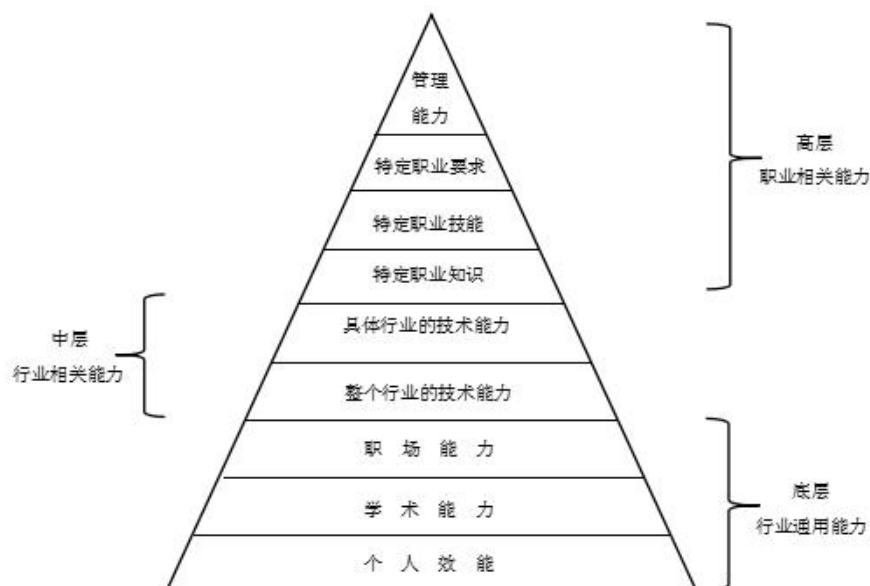 管理
能力
特定职业要求
特定职业技能
特定职业知识
具体行业的技术能力
整个行业的技术能力
职场能力
学术能力
个人效能
高层
职业相关能力
中层
行业相关能力
底层
行业通用能力